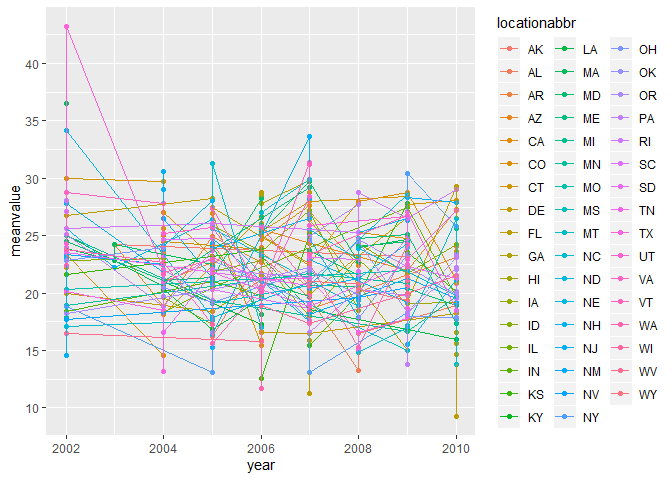 locationabbr
AK LA OH
AL MA OK
AR MD OR
AZ ME PA
CA MI RI
CO MN SC
CT MO SD
DE MS TN
FL MT TX
GA NC UT
HI ND VA
IA NE VT
ID NH WA
IL NJ WI
IN NM WV
KS NV WY
KY NY
meanvalue
40
35
30
25
20
15
10
2002 2004 2006 2008 2010
year